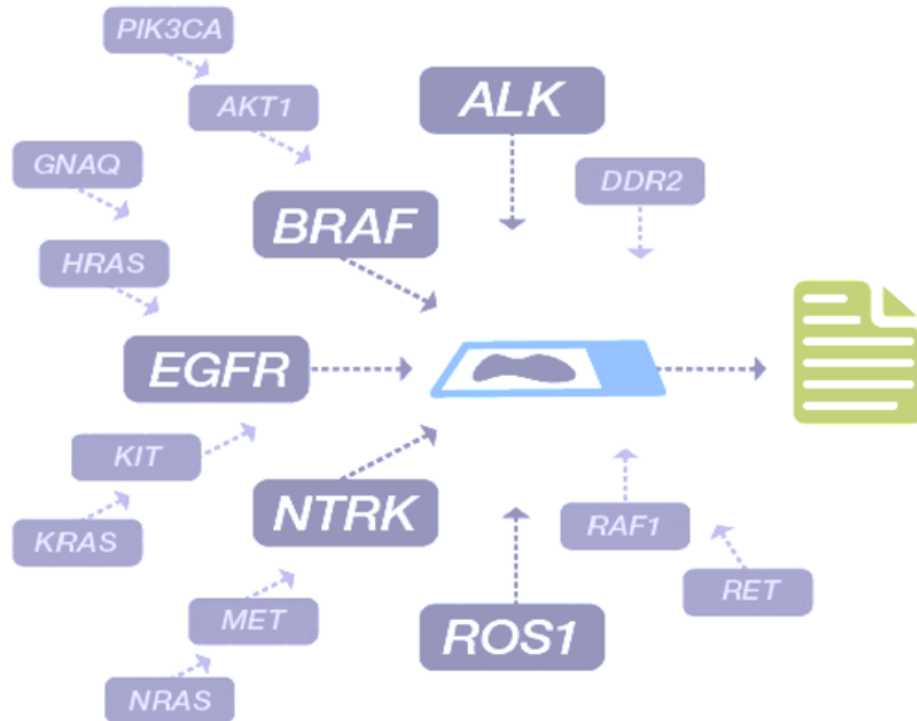 PIK3CA
AKT1
ALK
GNAQ
DDR2
BRAF
HRAS
EGFR
KIT
NTRK
KRAS
RAF1
RET
MET
ROS1
NRAS